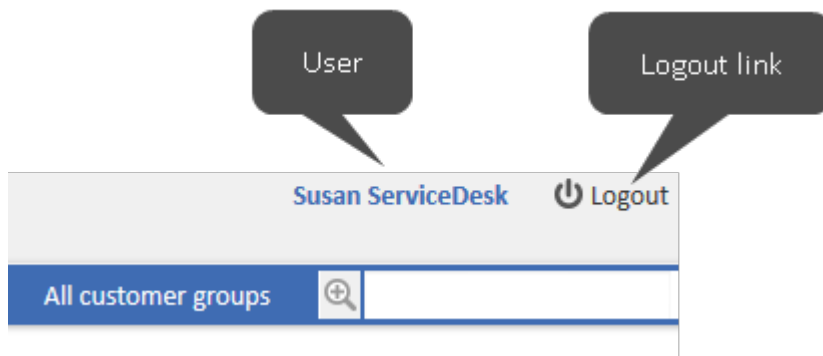 User
Logout link
Susan ServiceDesk
Logout
All customer groups